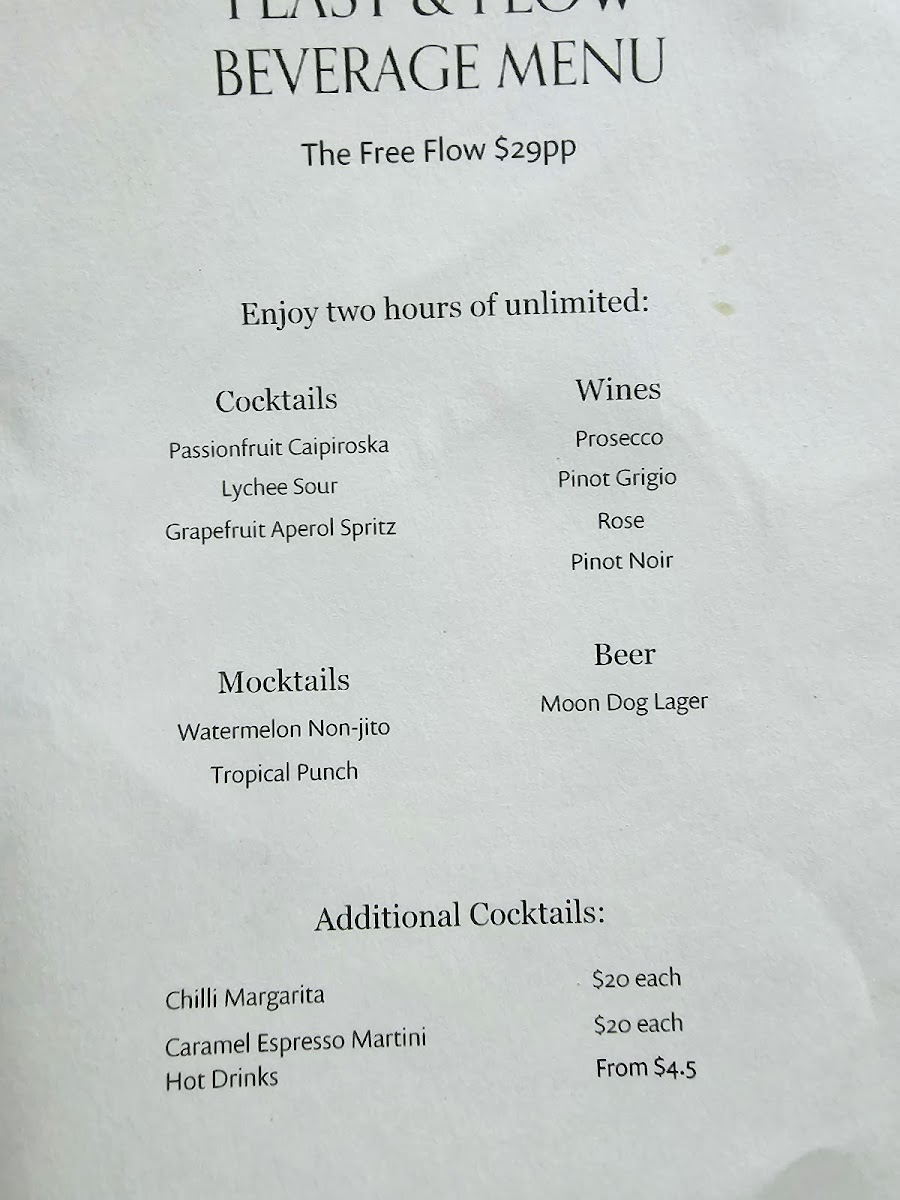 FEAST & FLOW
BEVERAGE MENU
The Free Flow $29pp
Enjoy two hours of unlimited:
Cocktails
Passionfruit Caipiroska
Lychee Sour
Grapefruit Aperol Spritz
Wines
Prosecco
Pinot Grigio
Rose
Pinot Noir
Mocktails
Watermelon Non-jito
Tropical Punch
Beer
Moon Dog Lager
Additional Cocktails:
Chilli Margarita $20 each
Caramel Espresso Martini $20 each
Hot Drinks From $4.5